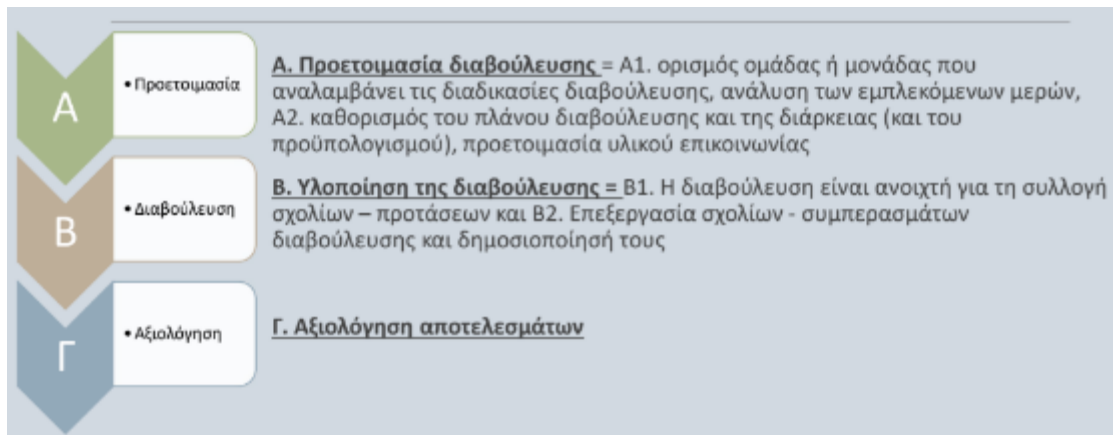 Α
• Προετοιμασία
Α. Προετοιμασία διαβούλευσης = Α1. ορισμός ομάδας ή μονάδας που
αναλαμβάνει τις διαδικασίες διαβούλευσης, ανάλυση των εμπλεκόμενων μερών,
Α2. καθορισμός του πλάνου διαβούλευσης και της διάρκειας (και του
προϋπολογισμού), προετοιμασία υλικού επικοινωνίας
Β
• Διαβούλευση
Β. Υλοποίηση της διαβούλευσης = Β1. Η διαβούλευση είναι ανοιχτή για τη συλλογή
σχολίων – προτάσεων και Β2. Επεξεργασία σχολίων - συμπερασμάτων
διαβούλευσης και δημοσιοποίησή τους
Γ
• Αξιολόγηση
Γ. Αξιολόγηση αποτελεσμάτων